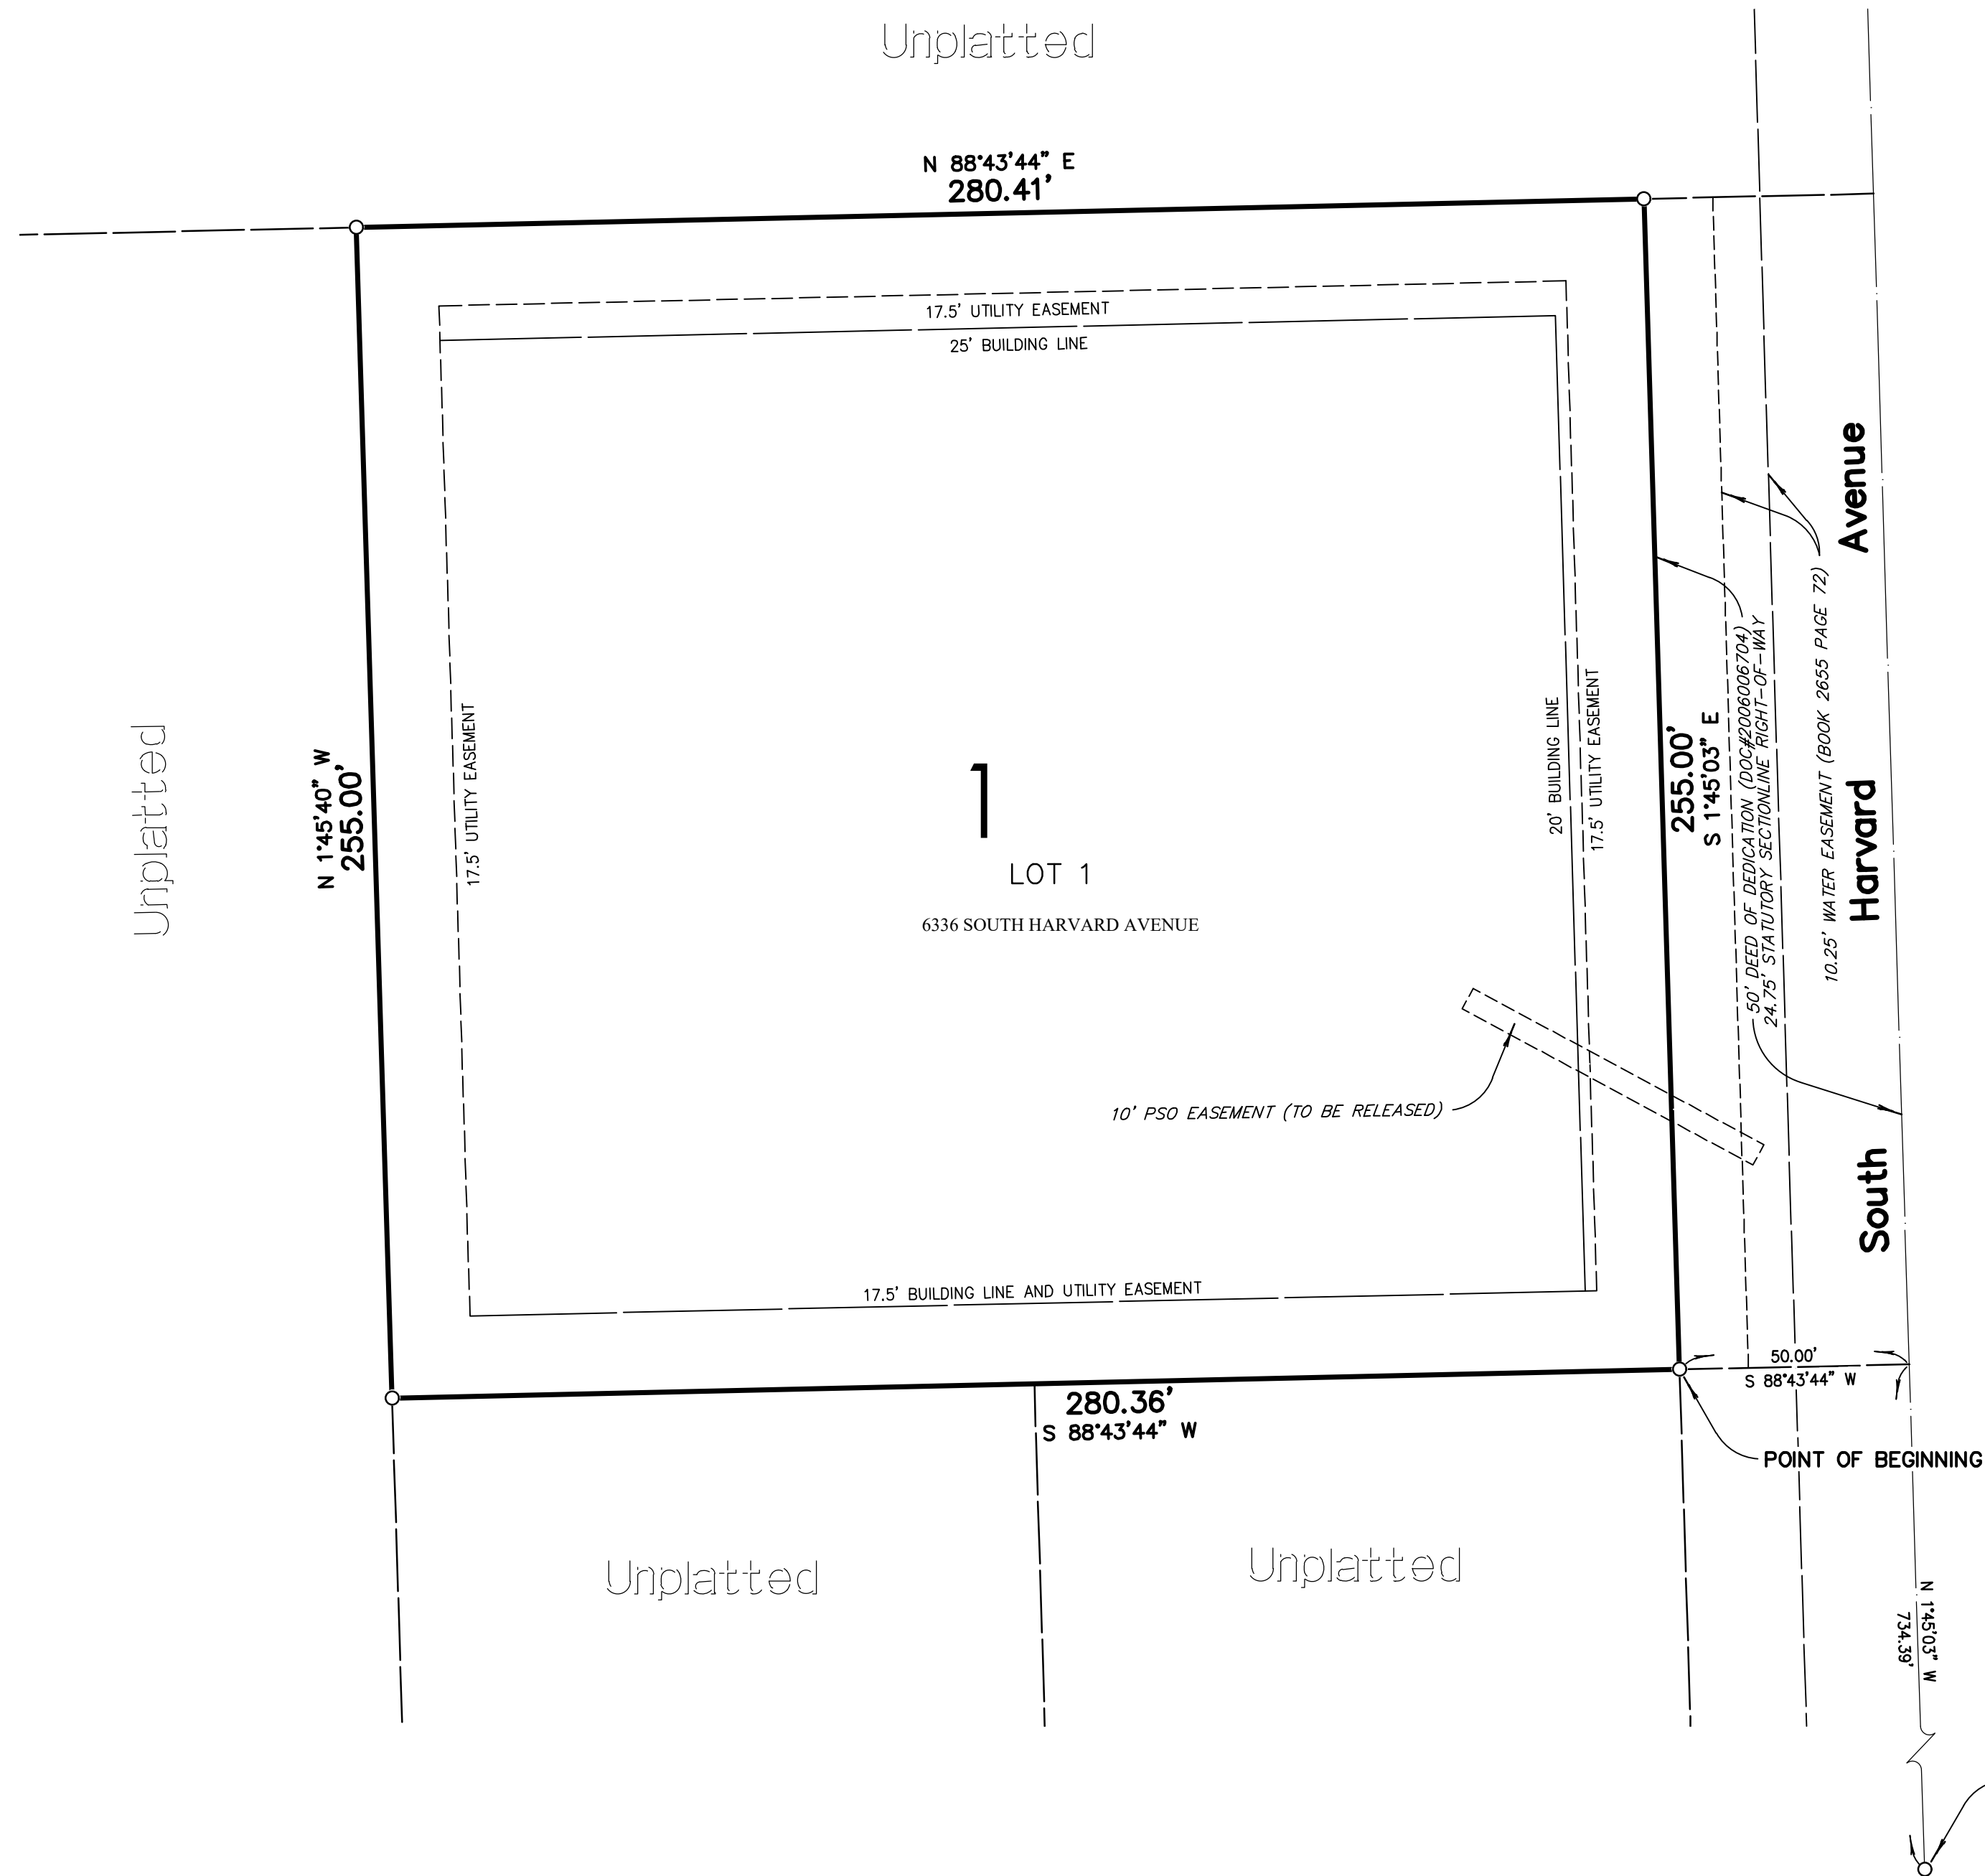 Unplatted
N 88°43'44" E
280.41'
17.5' UTILITY EASEMENT
25' BUILDING LINE
Unplatted
N 1°45'40" W
255.00'
17.5' UTILITY EASEMENT
1
LOT 1
6336 SOUTH HARVARD AVENUE
20' BUILDING LINE
17.5' UTILITY EASEMENT
255.00'
S 1°45'03" E
50' DEED OF DEDICATION (DOC#2006006704)
24.75' STATUTORY SECTIONLINE RIGHT-OF-WAY
10.25' WATER EASEMENT (BOOK 2655 PAGE 72)
South Harvard Avenue
10' PSO EASEMENT (TO BE RELEASED)
17.5' BUILDING LINE AND UTILITY EASEMENT
50.00'
S 88°43'44" W
280.36'
S 88°43'44" W
POINT OF BEGINNING
Unplatted
Unplatted
N 1°45'03" W
734.39'